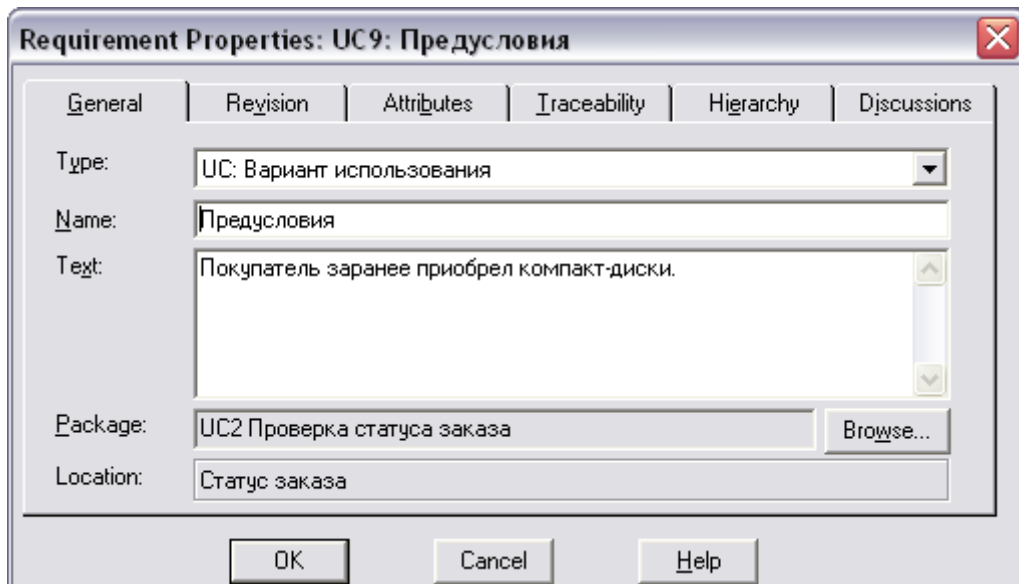 Requirement Properties: UC9: Предусловия
General Revision Attributes Traceability Hierarchy Discussions
Type: UC: Вариант использования
Name: Предусловия
Text: Покупатель заранее приобрел компакт-диски.
Package: UC2 Проверка статуса заказа Browse...
Location: Статус заказа
OK Cancel Help